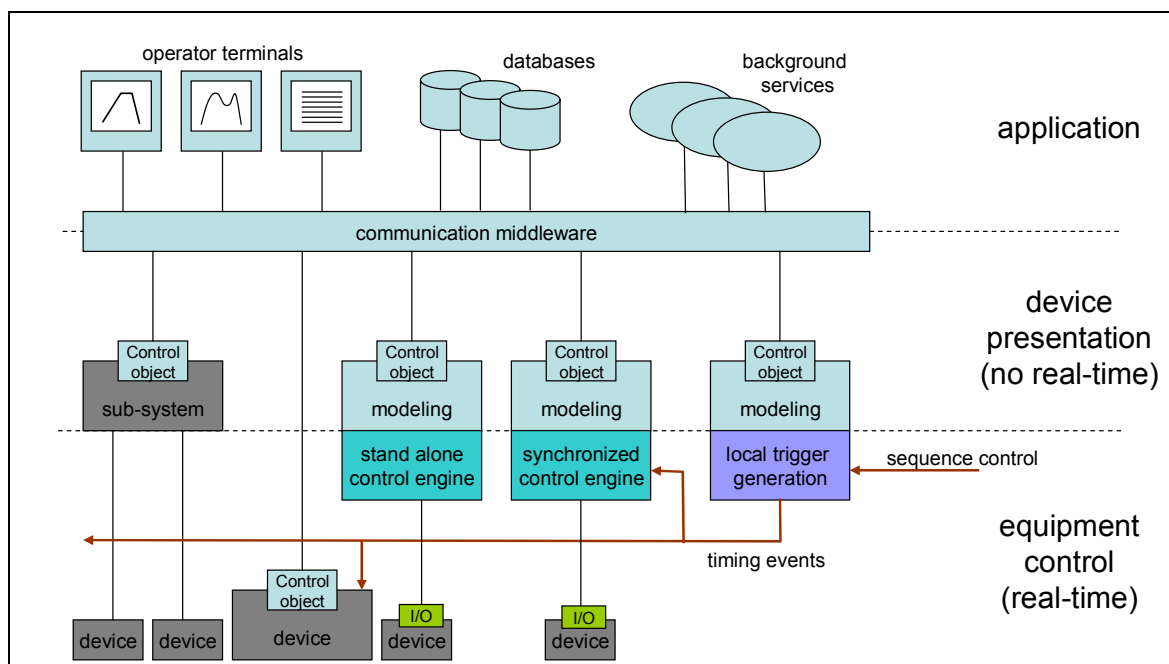 operator terminals
databases
background
services
application
communication middleware
device
presentation
(no real-time)
Control
object
sub-system
Control
object
modeling
Control
object
modeling
Control
object
modeling
stand alone
control engine
synchronized
control engine
local trigger
generation
sequence control
timing events
equipment
control
(real-time)
Control
object
device
device
device
I/O
device
I/O
device